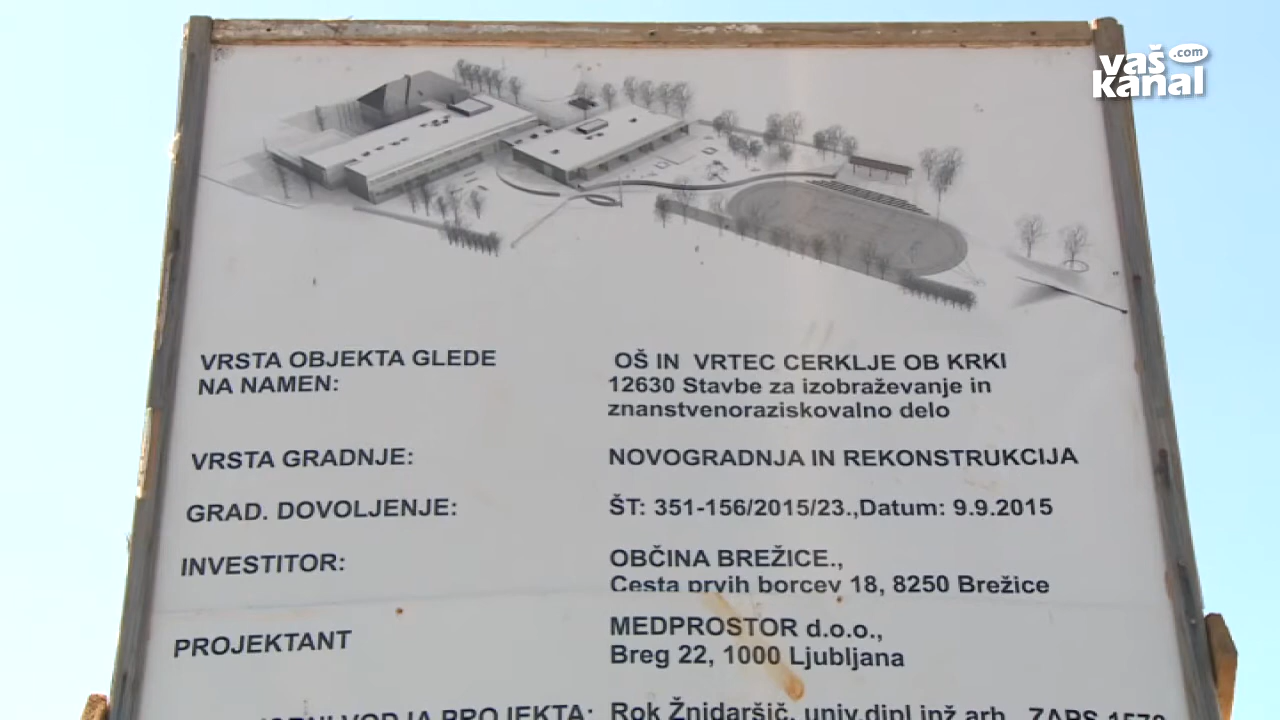 vaš
.com
kanal
VRSTA OBJEKTA GLEDE
NA NAMEN:
OŠ IN VRTEC CERKLJE OB KRKI
12630 Stavbe za izobraževanje in
znanstvenoraziskovalno delo
VRSTA GRADNJE:
NOVOGRADNJA IN REKONSTRUKCIJA
GRAD. DOVOLJENJE:
ŠT: 351-156/2015/23.,Datum: 9.9.2015
INVESTITOR:
OBČINA BREŽICE.,
Cesta prvih borcev 18, 8250 Brežice
PROJEKTANT
MEDPROSTOR d.o.o.,
Breg 22, 1000 Ljubljana
VODJA PROJEKTA:
Rok Žnidaršič, univ.dipl.inž.arh., ZAPS